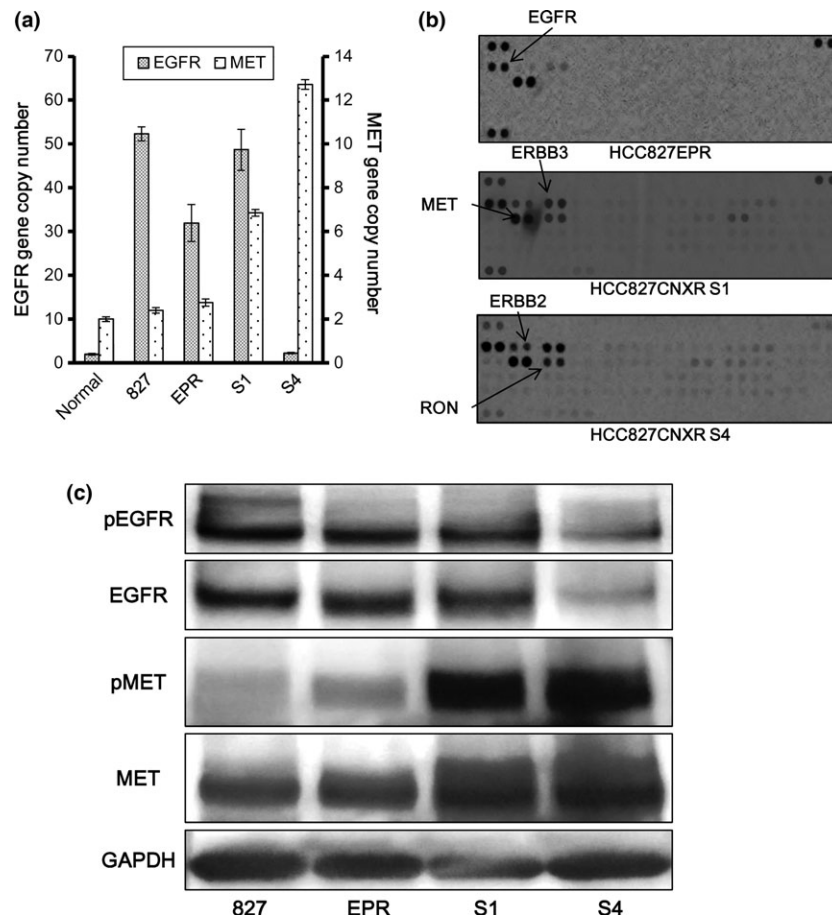 (a)
EGFR MET
EGFR gene copy number
70
60
50
40
30
20
10
0
MET gene copy number
14
12
10
8
6
4
2
0
Normal 827 EPR S1 S4
(b)
EGFR
HCC827EPR
ERBB3
MET
HCC827CNXR S1
ERBB2
RON
HCC827CNXR S4
(c)
pEGFR
EGFR
pMET
MET
GAPDH
827 EPR S1 S4